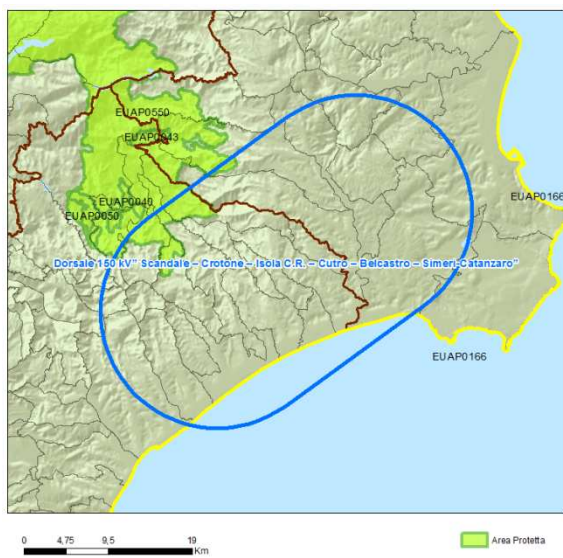 EUAP0550
EUAP0043
EUAP0040
EUAP0050
EUAP0166
Dorsale 150 kV" Scandale – Crotone – Isola C.R. – Cutro – Belcastro – Simeri-Catanzaro"
EUAP0166
0 4,75 9,5 19
Km
Area Protetta